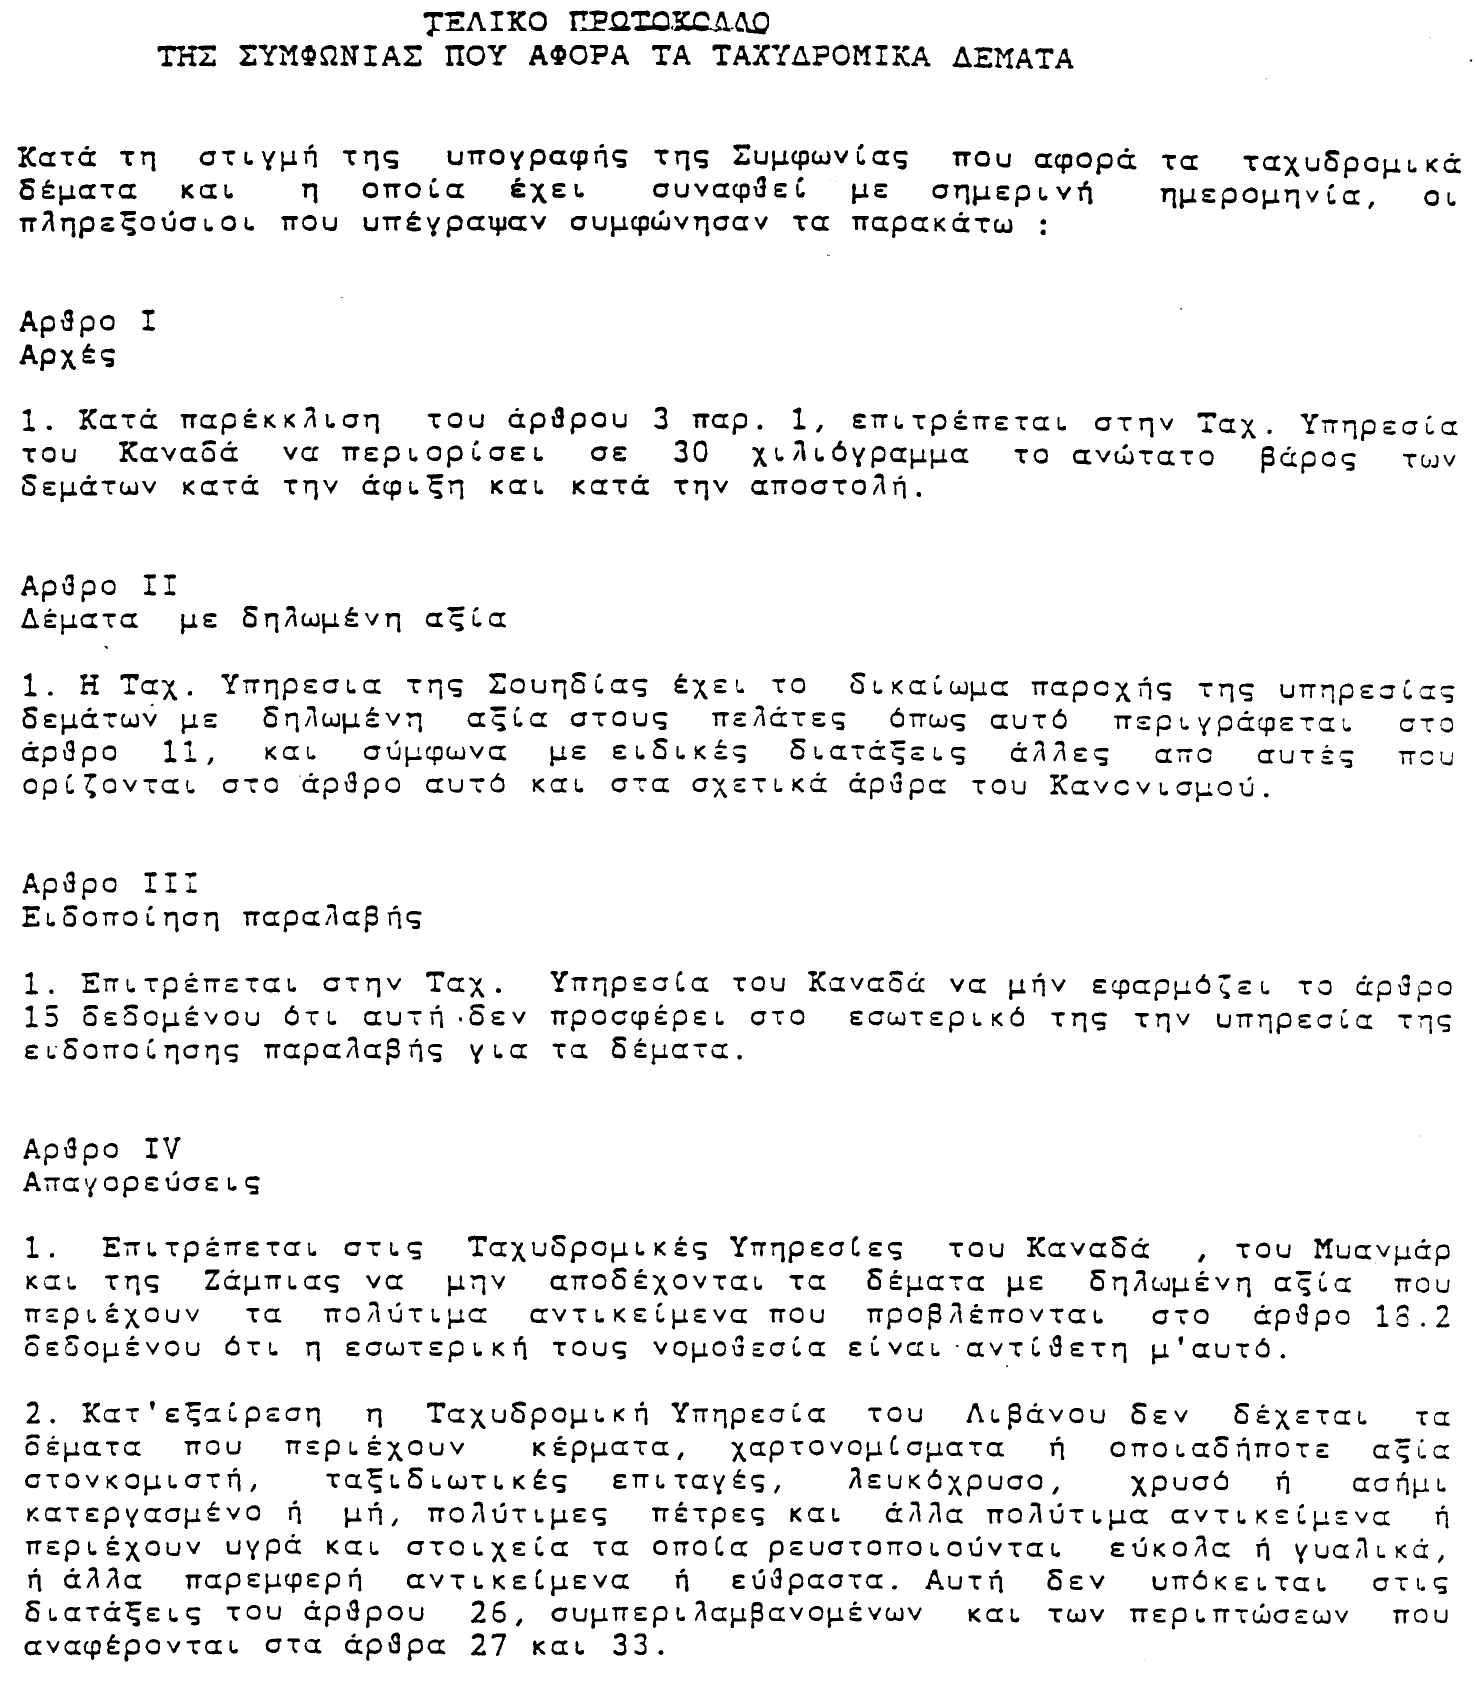 ΤΕΛΙΚΟ ΠΡΩΤΟΚΟΛΛΟ
ΤΗΣ ΣΥΜΦΩΝΙΑΣ ΠΟΥ ΑΦΟΡΑ ΤΑ ΤΑΧΥΔΡΟΜΙΚΑ ΔΕΜΑΤΑ
Κατά τη στιγμή της υπογραφής της Συμφωνίας που αφορά τα ταχυδρομικά
δέματα και η οποία έχει συναφθεί με σημερινή ημερομηνία, οι
πληρεξούσιοι που υπέγραψαν συμφώνησαν τα παρακάτω :
Αρθρο Ι
Αρχές
1. Κατά παρέκκλιση του άρθρου 3 παρ. 1, επιτρέπεται στην Ταχ. Υπηρεσία
του Καναδά να περιορίσει σε 30 χιλιόγραμμα το ανώτατο βάρος των
δεμάτων κατά την άφιξη και κατά την αποστολή.
Αρθρο ΙΙ
Δέματα με δηλωμένη αξία
1. Η Ταχ. Υπηρεσια της Σουηδίας έχει το δικαίωμα παροχής της υπηρεσίας
δεμάτων με δηλωμένη αξία στους πελάτες όπως αυτό περιγράφεται στο
άρθρο 11, και σύμφωνα με ειδικές διατάξεις άλλες απο αυτές που
ορίζονται στο άρθρο αυτό και στα σχετικά άρθρα του Κανονισμού.
Αρθρο ΙΙΙ
Ειδοποίηση παραλαβής
1. Επιτρέπεται στην Ταχ. Υπηρεσία του Καναδά να μήν εφαρμόζει το άρθρο
15 δεδομένου ότι αυτή δεν προσφέρει στο εσωτερικό της την υπηρεσία της
ειδοποίησης παραλαβής για τα δέματα.
Αρθρο IV
Απαγορεύσεις
1. Επιτρέπεται στις Ταχυδρομικές Υπηρεσίες του Καναδά , του Μυανμάρ
και της Ζάμπιας να μην αποδέχονται τα δέματα με δηλωμένη αξία που
περιέχουν τα πολύτιμα αντικείμενα που προβλέπονται στο άρθρο 18.2
δεδομένου ότι η εσωτερική τους νομοθεσία είναι αντίθετη μ'αυτό.
2. Κατ'εξαίρεση η Ταχυδρομική Υπηρεσία του Λιβάνου δεν δέχεται τα
δέματα που περιέχουν κέρματα, χαρτονομίσματα ή οποιαδήποτε αξία
στονκομιστή, ταξιδιωτικές επιταγές, λευκόχρυσο, χρυσό ή ασήμι
κατεργασμένο ή μή, πολύτιμες πέτρες και άλλα πολύτιμα αντικείμενα ή
περιέχουν υγρά και στοιχεία τα οποία ρευστοποιούνται εύκολα ή γυαλικά,
ή άλλα παρεμφερή αντικείμενα ή εύθραστα. Αυτή δεν υπόκειται στις
διατάξεις του άρθρου 26, συμπεριλαμβανομένων και των περιπτώσεων που
αναφέρονται στα άρθρα 27 και 33.